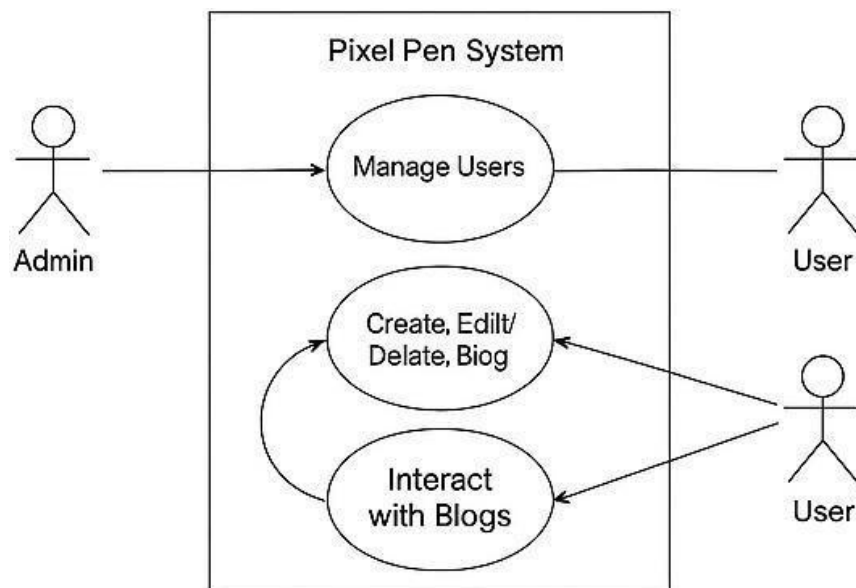 Pixel Pen System
Manage Users
Admin
User
Create, Edilt/
Delate, Biog
Interact
with Blogs
User